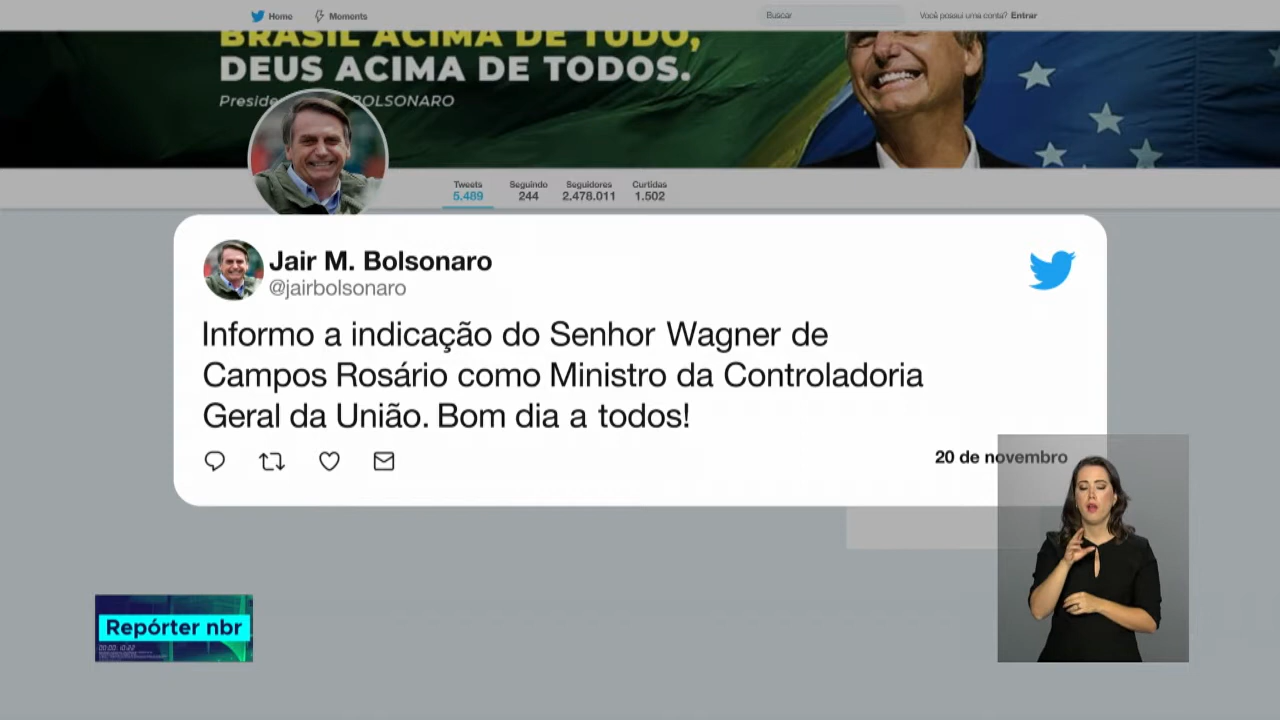 Home Moments Buscar Você possui uma conta? Entrar
BRASIL ACIMA DE TUDO,
DEUS ACIMA DE TODOS.
Preside BOLSONARO
Tweets Seguindo Seguidores Curtidas
5.489 244 2.478.011 1.502
Jair M. Bolsonaro
@jairbolsonaro
Informo a indicação do Senhor Wagner de
Campos Rosário como Ministro da Controladoria
Geral da União. Bom dia a todos!
20 de novembro
Repórter nbr